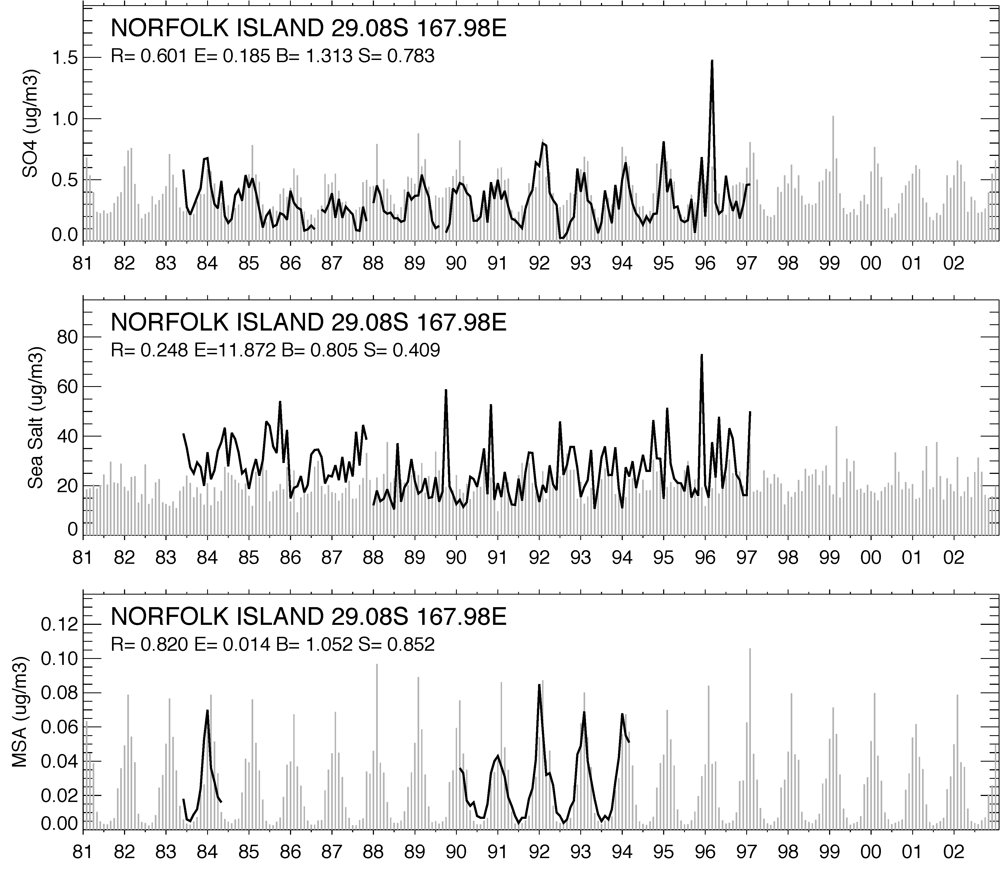 NORFOLK ISLAND 29.08S 167.98E
R= 0.601 E= 0.185 B= 1.313 S= 0.783
SO4 (ug/m3)
1.5
1.0
0.5
0.0
81 82 83 84 85 86 87 88 89 90 91 92 93 94 95 96 97 98 99 00 01 02
NORFOLK ISLAND 29.08S 167.98E
R= 0.248 E=11.872 B= 0.805 S= 0.409
Sea Salt (ug/m3)
80
60
40
20
0
81 82 83 84 85 86 87 88 89 90 91 92 93 94 95 96 97 98 99 00 01 02
NORFOLK ISLAND 29.08S 167.98E
R= 0.820 E= 0.014 B= 1.052 S= 0.852
MSA (ug/m3)
0.12
0.10
0.08
0.06
0.04
0.02
0.00
81 82 83 84 85 86 87 88 89 90 91 92 93 94 95 96 97 98 99 00 01 02